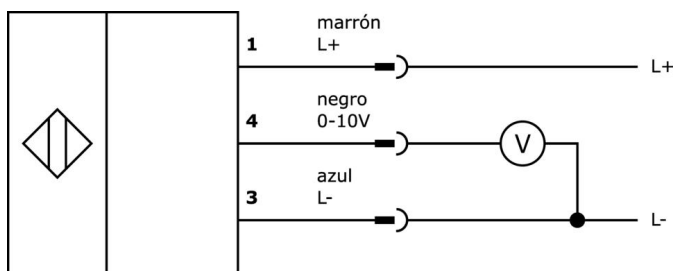 marrón
1 L+
L+
negro
4 0-10V
V
azul
3 L-
L-